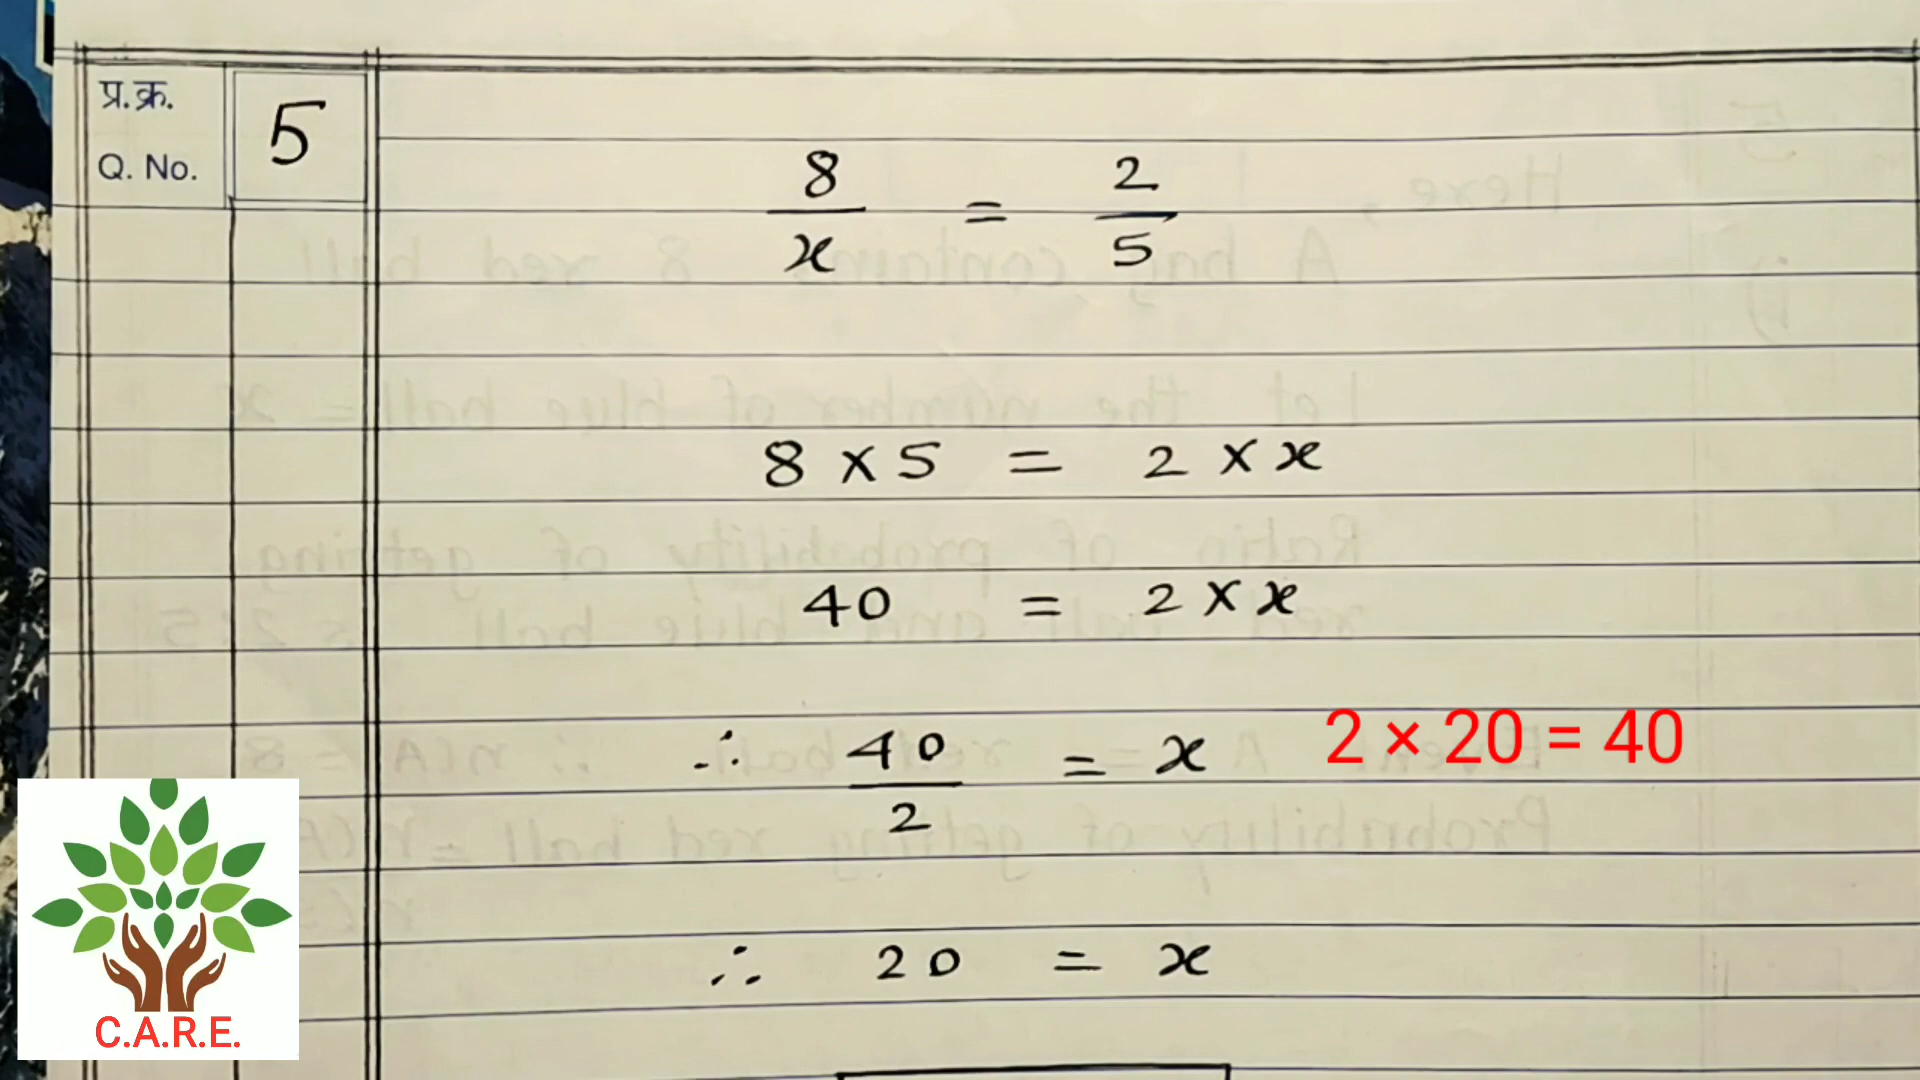 प्र.क्र.
Q. No.
5
8/x = 2/5
8 × 5 = 2 × x
40 = 2 × x
∴ 40/2 = x
2 × 20 = 40
∴ 20 = x
C.A.R.E.